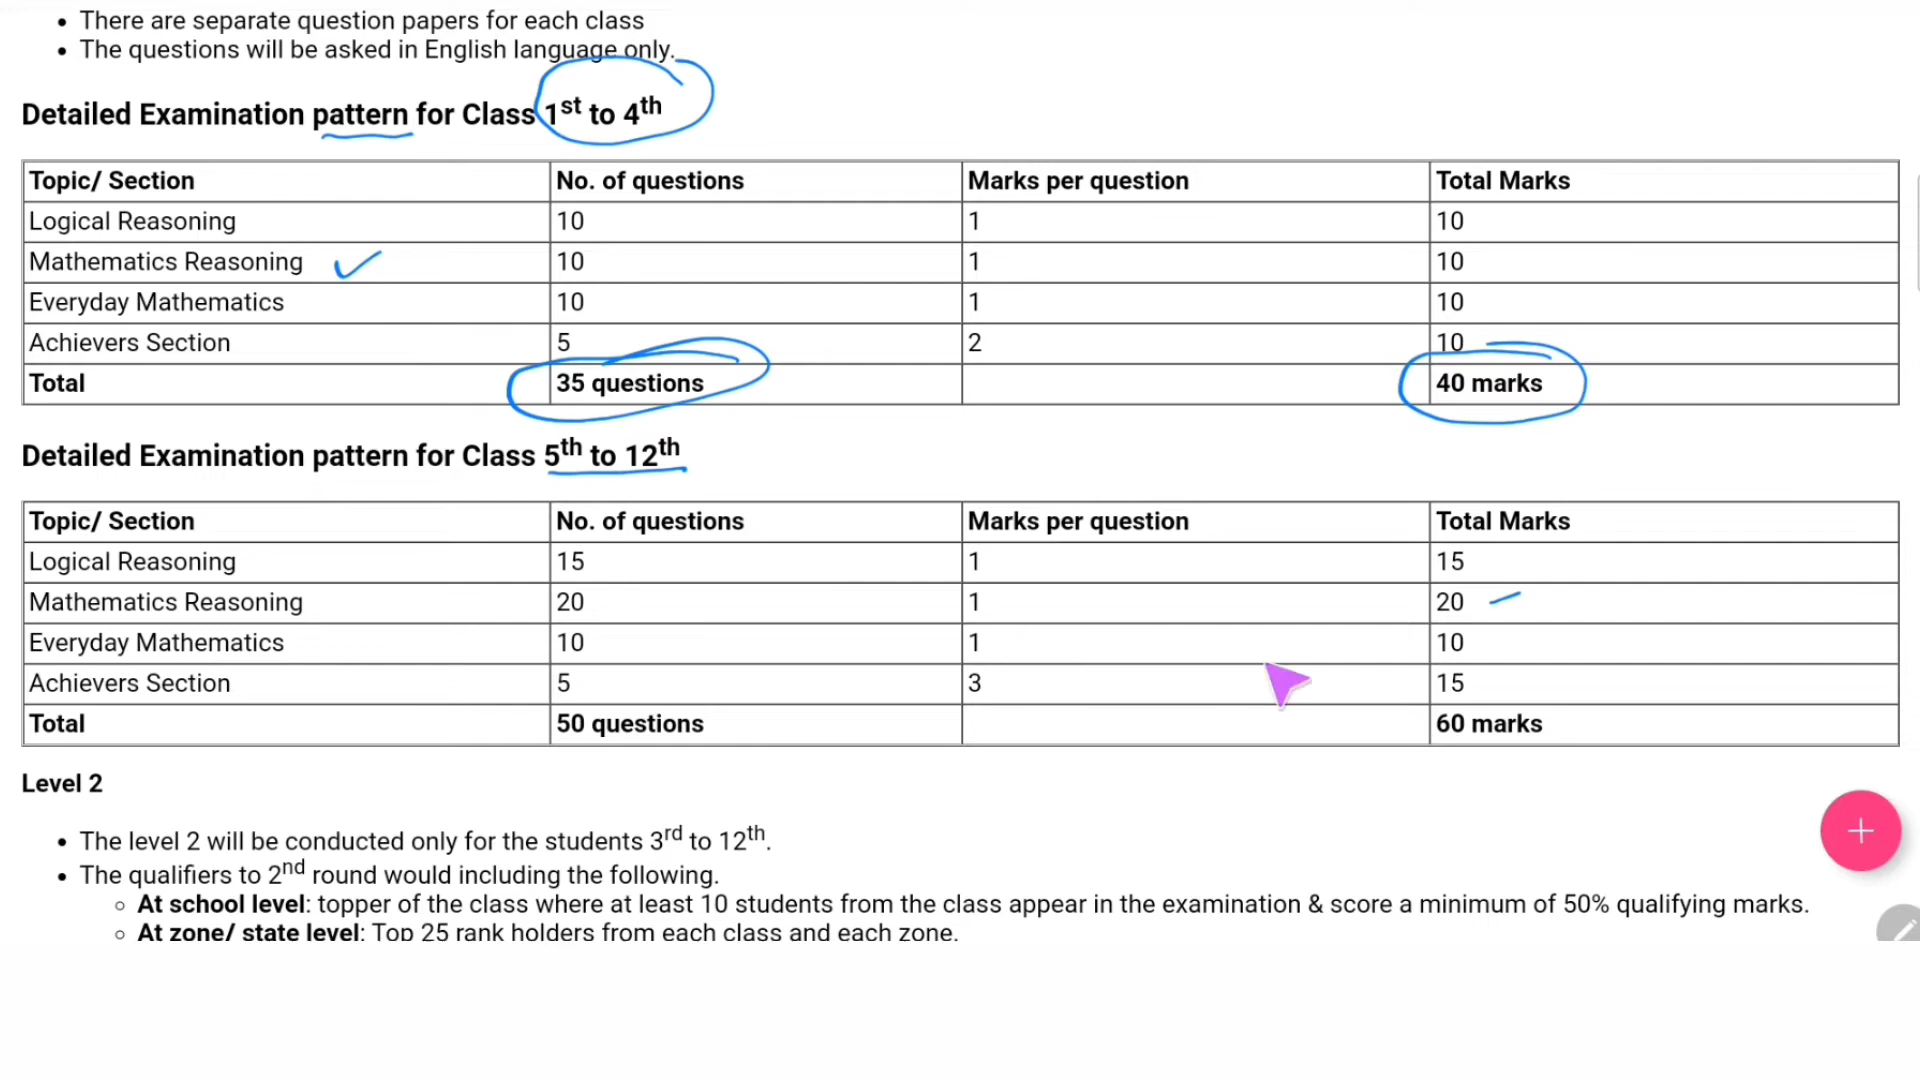 • There are separate question papers for each class
• The questions will be asked in English language only.
Detailed Examination pattern for Class 1st to 4th
Topic/ Section No. of questions Marks per question Total Marks
Logical Reasoning 10 1 10
Mathematics Reasoning 10 1 10
Everyday Mathematics 10 1 10
Achievers Section 5 2 10
Total 35 questions 40 marks
Detailed Examination pattern for Class 5th to 12th
Topic/ Section No. of questions Marks per question Total Marks
Logical Reasoning 15 1 15
Mathematics Reasoning 20 1 20
Everyday Mathematics 10 1 10
Achievers Section 5 3 15
Total 50 questions 60 marks
Level 2
• The level 2 will be conducted only for the students 3rd to 12th.
• The qualifiers to 2nd round would including the following.
○ At school level: topper of the class where at least 10 students from the class appear in the examination & score a minimum of 50% qualifying marks.
○ At zone/ state level: Top 25 rank holders from each class and each zone.